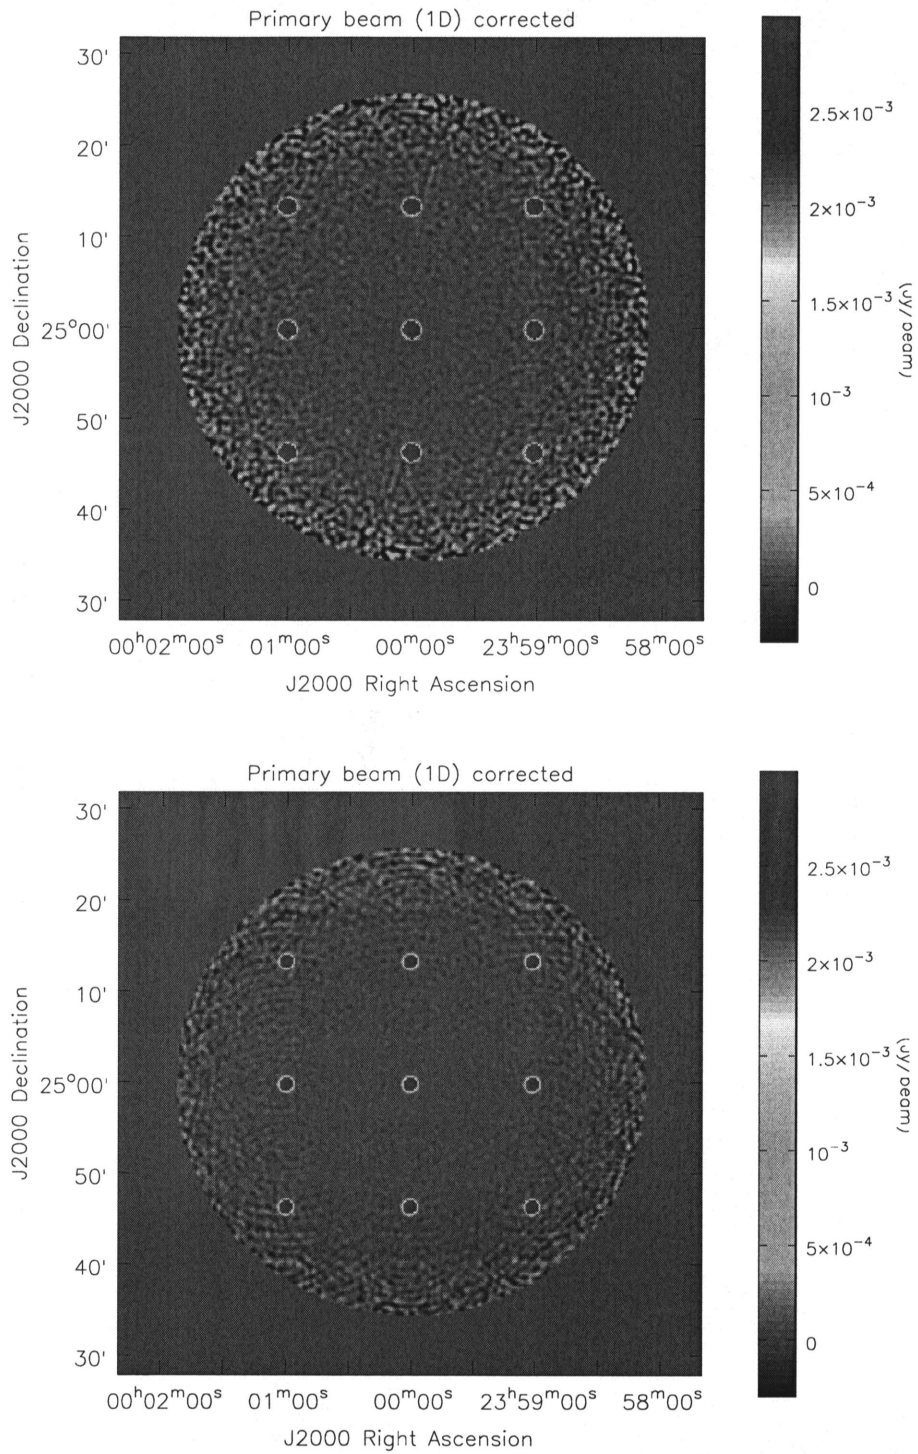 Primary beam (1D) corrected
30'
20'
10'
25°00'
50'
40'
30'
J2000 Declination
00ʰ02ᵐ00ˢ 01ᵐ00ˢ 00ᵐ00ˢ 23ʰ59ᵐ00ˢ 58ᵐ00ˢ
J2000 Right Ascension
2.5×10⁻³
2×10⁻³
1.5×10⁻³
10⁻³
5×10⁻⁴
0
(Jy/beam)
Primary beam (1D) corrected
30'
20'
10'
25°00'
50'
40'
30'
J2000 Declination
00ʰ02ᵐ00ˢ 01ᵐ00ˢ 00ᵐ00ˢ 23ʰ59ᵐ00ˢ 58ᵐ00ˢ
J2000 Right Ascension
2.5×10⁻³
2×10⁻³
1.5×10⁻³
10⁻³
5×10⁻⁴
0
(Jy/beam)